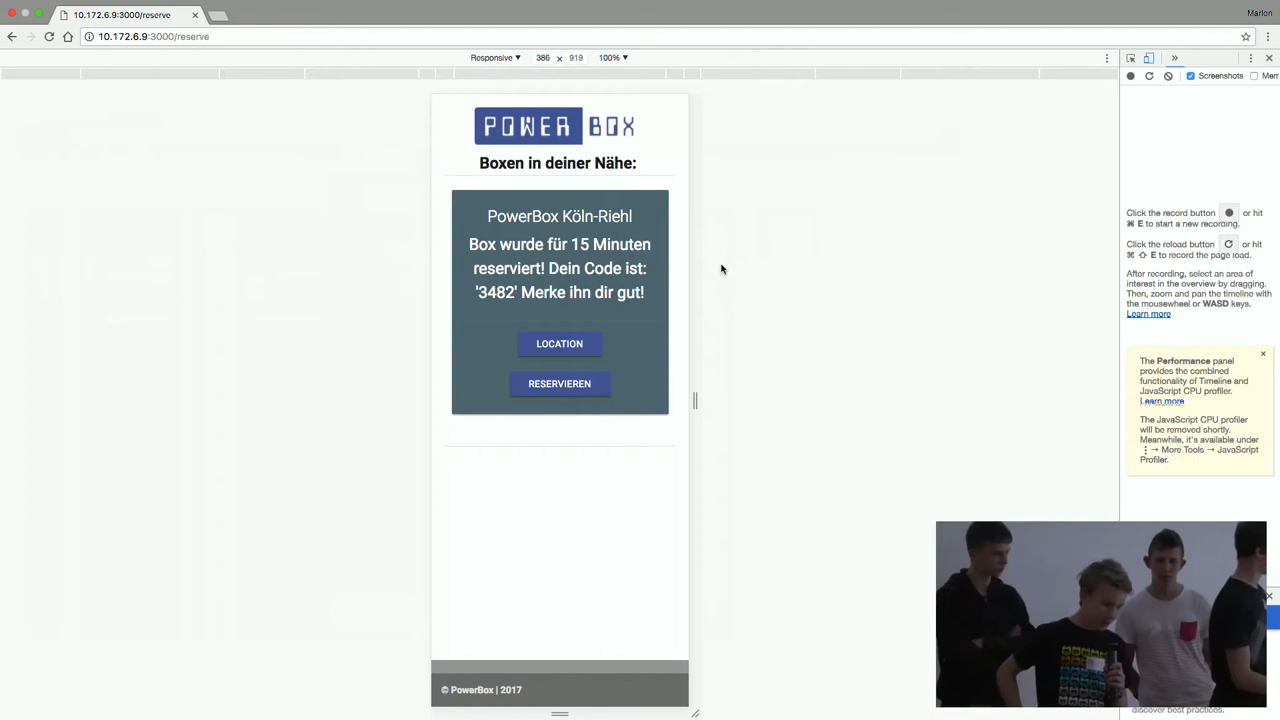 10.172.6.9:3000/reserve
Marlon
10.172.6.9:3000/reserve
Responsive ▼ 386 × 919 100% ▼
Screenshots Mem
POWER BOX
Boxen in deiner Nähe:
PowerBox Köln-Riehl
Box wurde für 15 Minuten
reserviert! Dein Code ist:
'3482' Merke ihn dir gut!
LOCATION
RESERVIEREN
© PowerBox | 2017
Click the record button or hit
⌘ E to start a new recording.
Click the reload button or hit
⌘ ⇧ E to record the page load.
After recording, select an area of
interest in the overview by dragging.
Then, zoom and pan the timeline with
the mousewheel or WASD keys.
Learn more
The Performance panel
provides the combined
functionality of Timeline and
JavaScript CPU profiler.
Learn more
The JavaScript CPU profiler
will be removed shortly.
Meanwhile, it's available under
⋮ → More Tools → JavaScript
Profiler.
discover best practices.